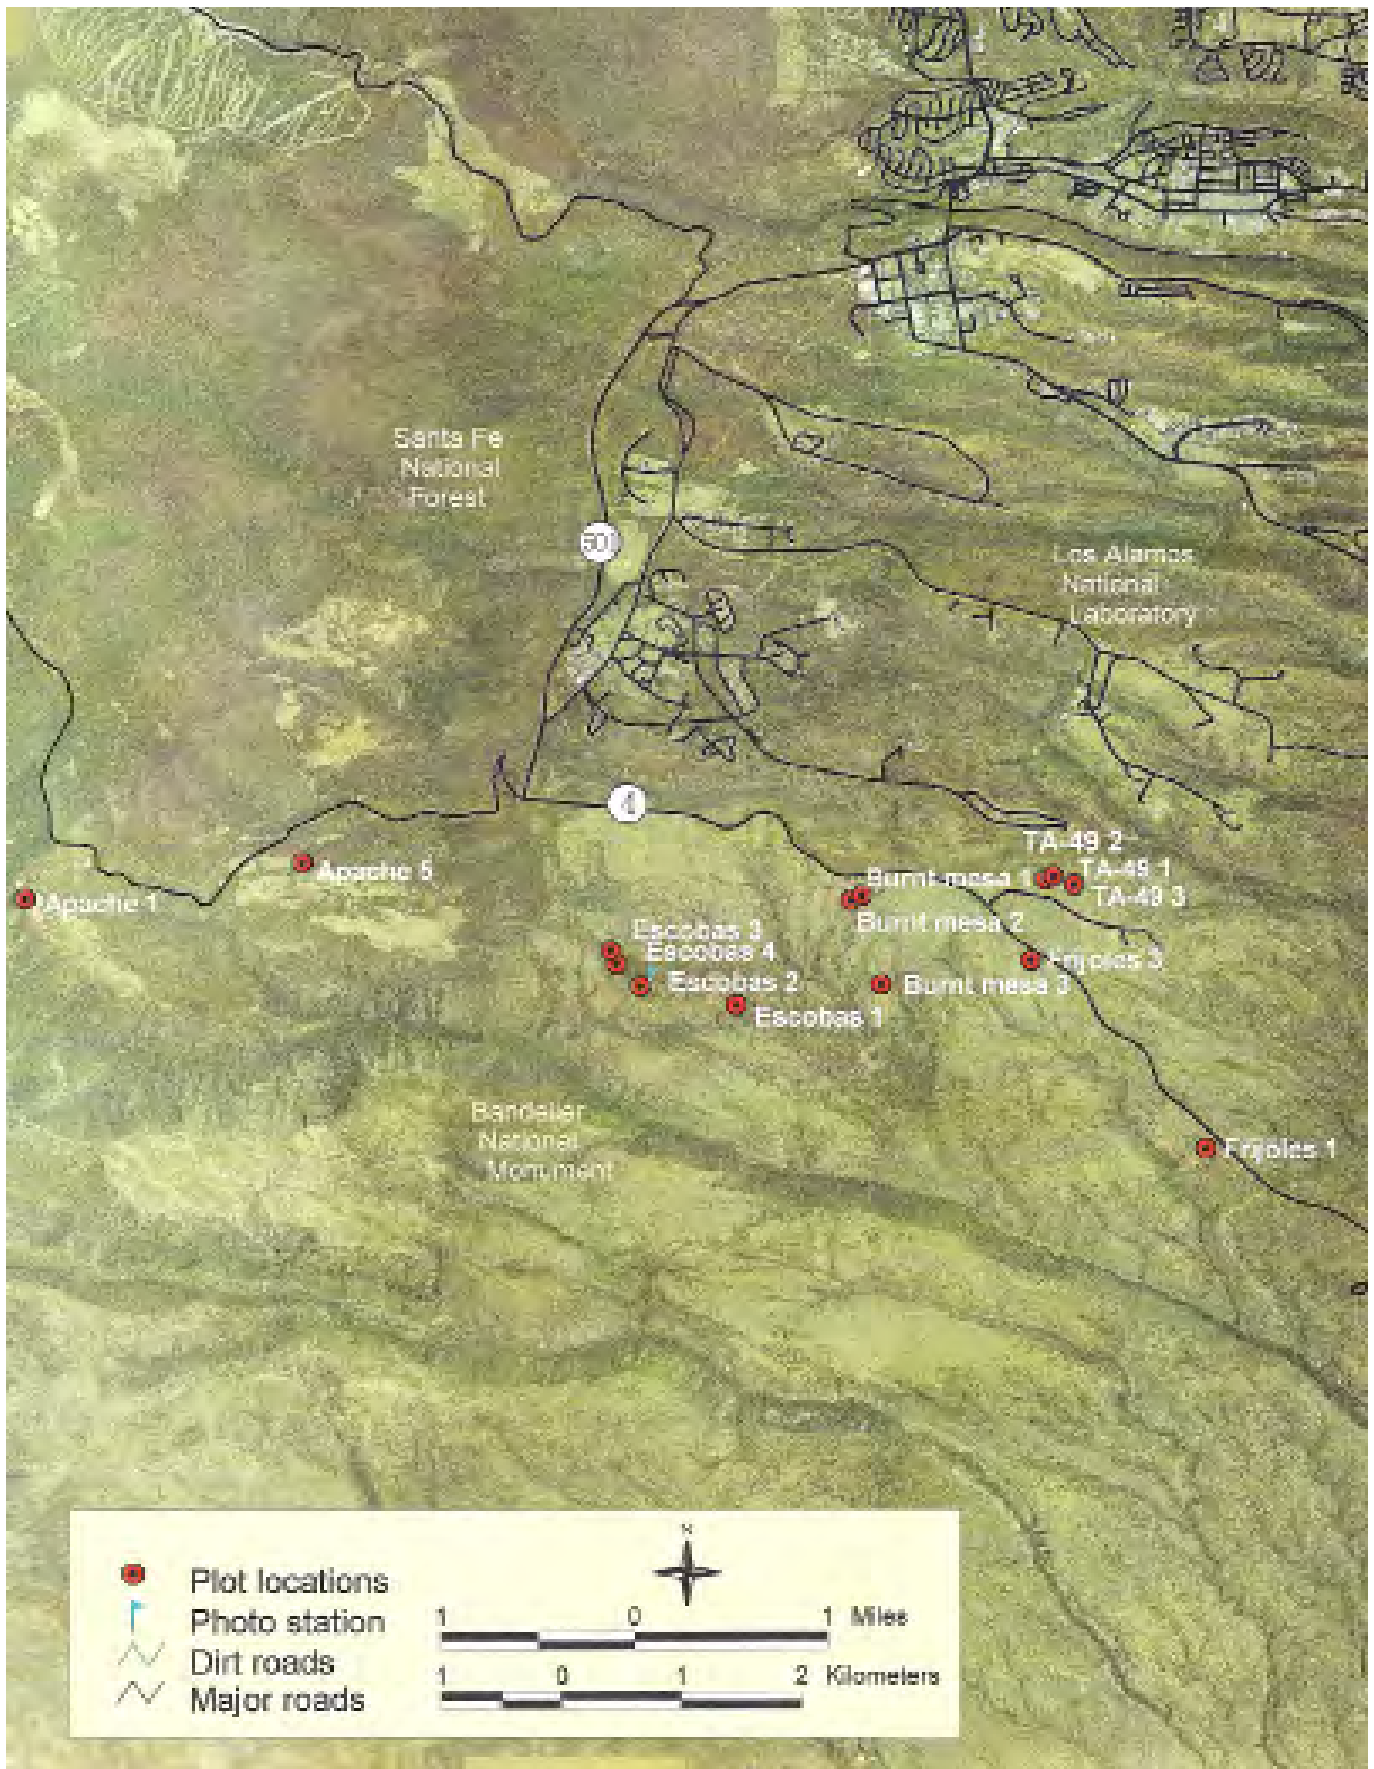 Santa Fe
National
Forest
Los Alamos
National
Laboratory
4
TA-49 2
Apache 5
Burnt mesa 1
TA-49 1
Apache 1
TA-49 3
Burnt mesa 2
Escobas 3
Escobas 4
Frijoles 3
Escobas 2
Burnt mesa 3
Escobas 1
Bandelier
National
Monument
Frijoles 1
N
Plot locations
Photo station
Dirt roads
Major roads
1 0 1 Miles
1 0 1 2 Kilometers